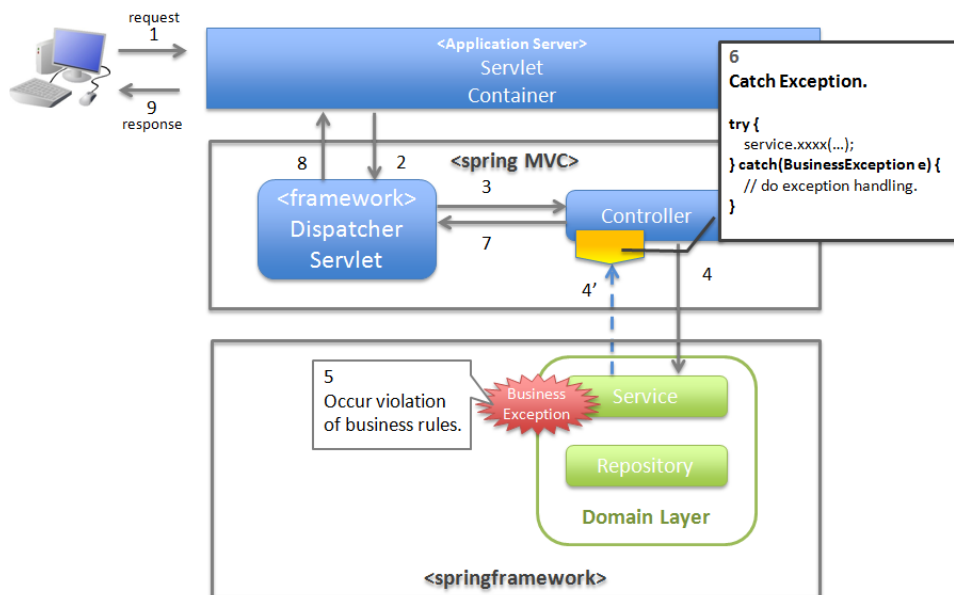 request
1
9
response
<Application Server>
Servlet
Container
6
Catch Exception.
try {
service.xxxx(...);
} catch(BusinessException e) {
// do exception handling.
}
8
2
<spring MVC>
3
<framework>
Dispatcher
Servlet
7
Controller
4'
4
5
Occur violation
of business rules.
Business
Exception
Service
Repository
Domain Layer
<springframework>